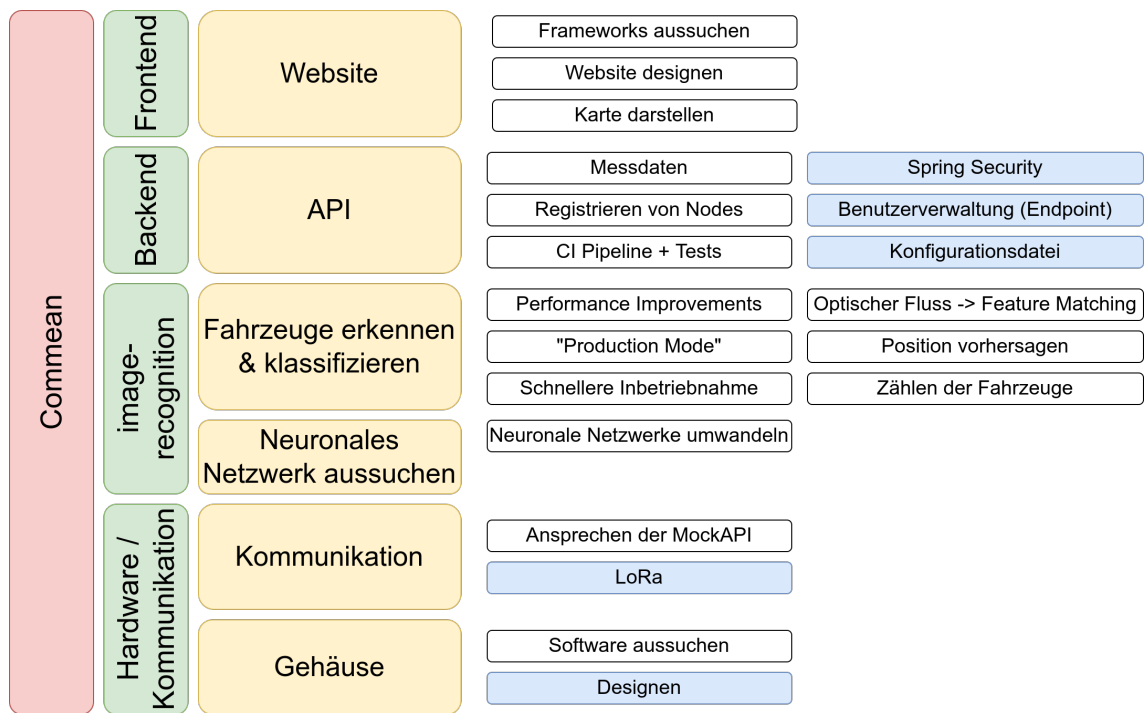 Commean
Frontend
Website
Frameworks aussuchen
Website designen
Karte darstellen
Backend
API
Messdaten
Spring Security
Registrieren von Nodes
Benutzerverwaltung (Endpoint)
CI Pipeline + Tests
Konfigurationsdatei
image-
recognition
Fahrzeuge erkennen
& klassifizieren
Performance Improvements
Optischer Fluss -> Feature Matching
"Production Mode"
Position vorhersagen
Schnellere Inbetriebnahme
Zählen der Fahrzeuge
Neuronales
Netzwerk aussuchen
Neuronale Netzwerke umwandeln
Hardware /
Kommunikation
Kommunikation
Ansprechen der MockAPI
LoRa
Gehäuse
Software aussuchen
Designen